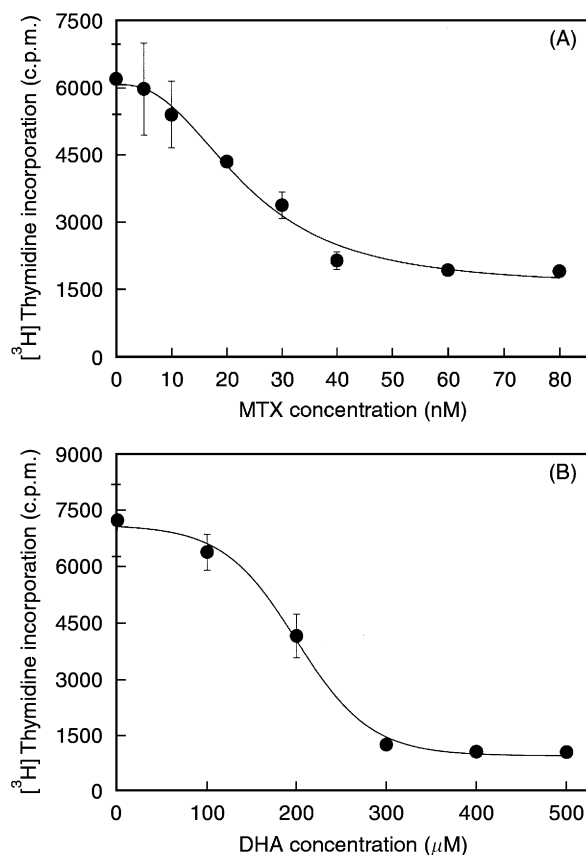 (A)
[³H] Thymidine incorporation (c.p.m.)
7500
6000
4500
3000
1500
0
0 10 20 30 40 50 60 70 80
MTX concentration (nM)
(B)
[³H] Thymidine incorporation (c.p.m.)
9000
7500
6000
4500
3000
1500
0
0 100 200 300 400 500
DHA concentration (μM)